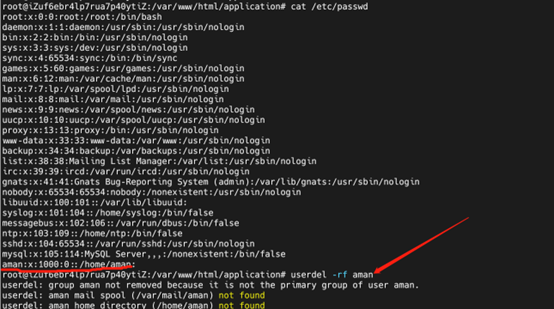 root@iZuf6ebr4lp7rua7p40ytiZ:/var/www/html/application# cat /etc/passwd
root:x:0:0:root:/root:/bin/bash
daemon:x:1:1:daemon:/usr/sbin:/usr/sbin/nologin
bin:x:2:2:bin:/bin:/usr/sbin/nologin
sys:x:3:3:sys:/dev:/usr/sbin/nologin
sync:x:4:65534:sync:/bin:/bin/sync
games:x:5:60:games:/usr/games:/usr/sbin/nologin
man:x:6:12:man:/var/cache/man:/usr/sbin/nologin
lp:x:7:7:lp:/var/spool/lpd:/usr/sbin/nologin
mail:x:8:8:mail:/var/mail:/usr/sbin/nologin
news:x:9:9:news:/var/spool/news:/usr/sbin/nologin
uucp:x:10:10:uucp:/var/spool/uucp:/usr/sbin/nologin
proxy:x:13:13:proxy:/bin:/usr/sbin/nologin
www-data:x:33:33:www-data:/var/www:/usr/sbin/nologin
backup:x:34:34:backup:/var/backups:/usr/sbin/nologin
list:x:38:38:Mailing List Manager:/var/list:/usr/sbin/nologin
irc:x:39:39:ircd:/var/run/ircd:/usr/sbin/nologin
gnats:x:41:41:Gnats Bug-Reporting System (admin):/var/lib/gnats:/usr/sbin/nologin
nobody:x:65534:65534:nobody:/nonexistent:/usr/sbin/nologin
libuuid:x:100:101::/var/lib/libuuid:
syslog:x:101:104::/home/syslog:/bin/false
messagebus:x:102:106::/var/run/dbus:/bin/false
ntp:x:103:109::/home/ntp:/bin/false
sshd:x:104:65534::/var/run/sshd:/usr/sbin/nologin
mysql:x:105:114:MySQL Server,,,:/nonexistent:/bin/false
aman:x:1000:0::/home/aman:
root@iZuf6ebr4lp7rua7p40ytiZ:/var/www/html/application# userdel -rf aman
userdel: group aman not removed because it is not the primary group of user aman.
userdel: aman mail spool (/var/mail/aman) not found
userdel: aman home directory (/home/aman) not found